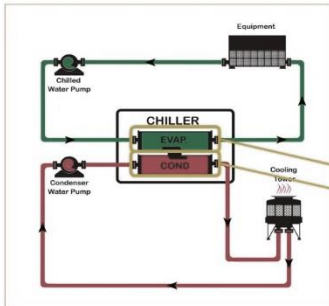 Equipment
Chilled
Water Pump
CHILLER
EVAP.
COND
Condenser
Water Pump
Cooling
Tower